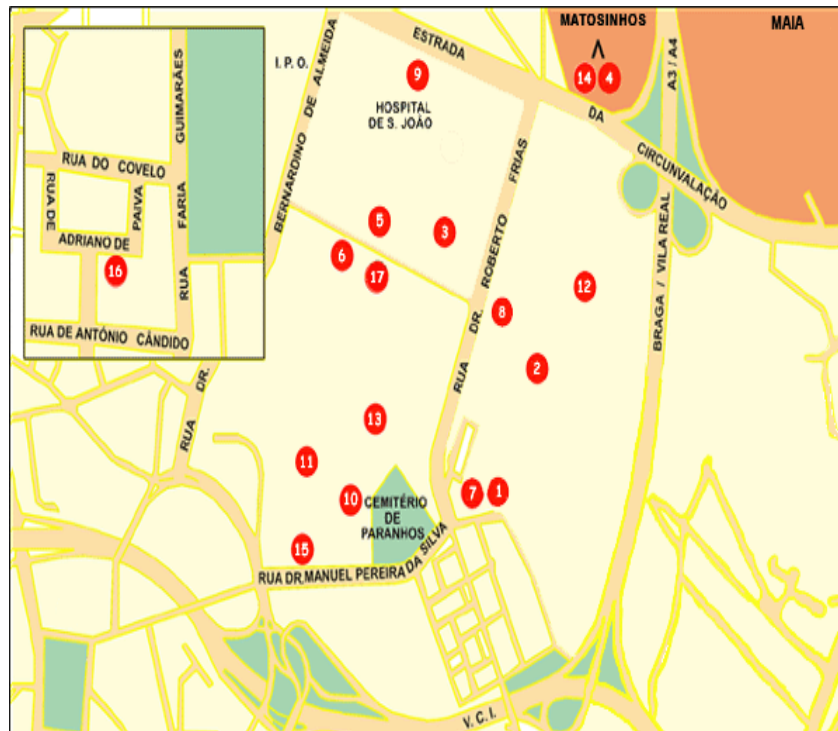 MATOSINHOS
MAIA
ESTRADA
DA
CIRCUNVALAÇÃO
A3 / A4
BRAGA / VILA REAL
I.P.O.
9
HOSPITAL
DE S. JOÃO
14
4
RUA DR.
BERNARDINO DE ALMEIDA
RUA DR. ROBERTO FRIAS
RUA DO COVELO
RUA DE
ADRIANO DE
PAIVA
RUA FARIA GUIMARÃES
16
RUA DE ANTÓNIO CÂNDIDO
5
3
6
17
12
8
2
13
11
10
7
1
CEMITÉRIO
DE
PARANHOS
15
RUA DR.MANUEL PEREIRA DA SILVA
V.C.I.